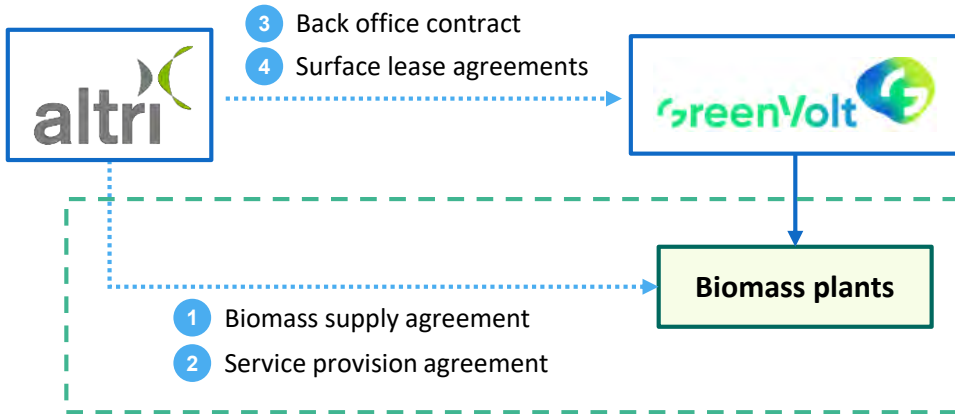 3 Back office contract
4 Surface lease agreements
altri
GreenVolt
Biomass plants
1 Biomass supply agreement
2 Service provision agreement